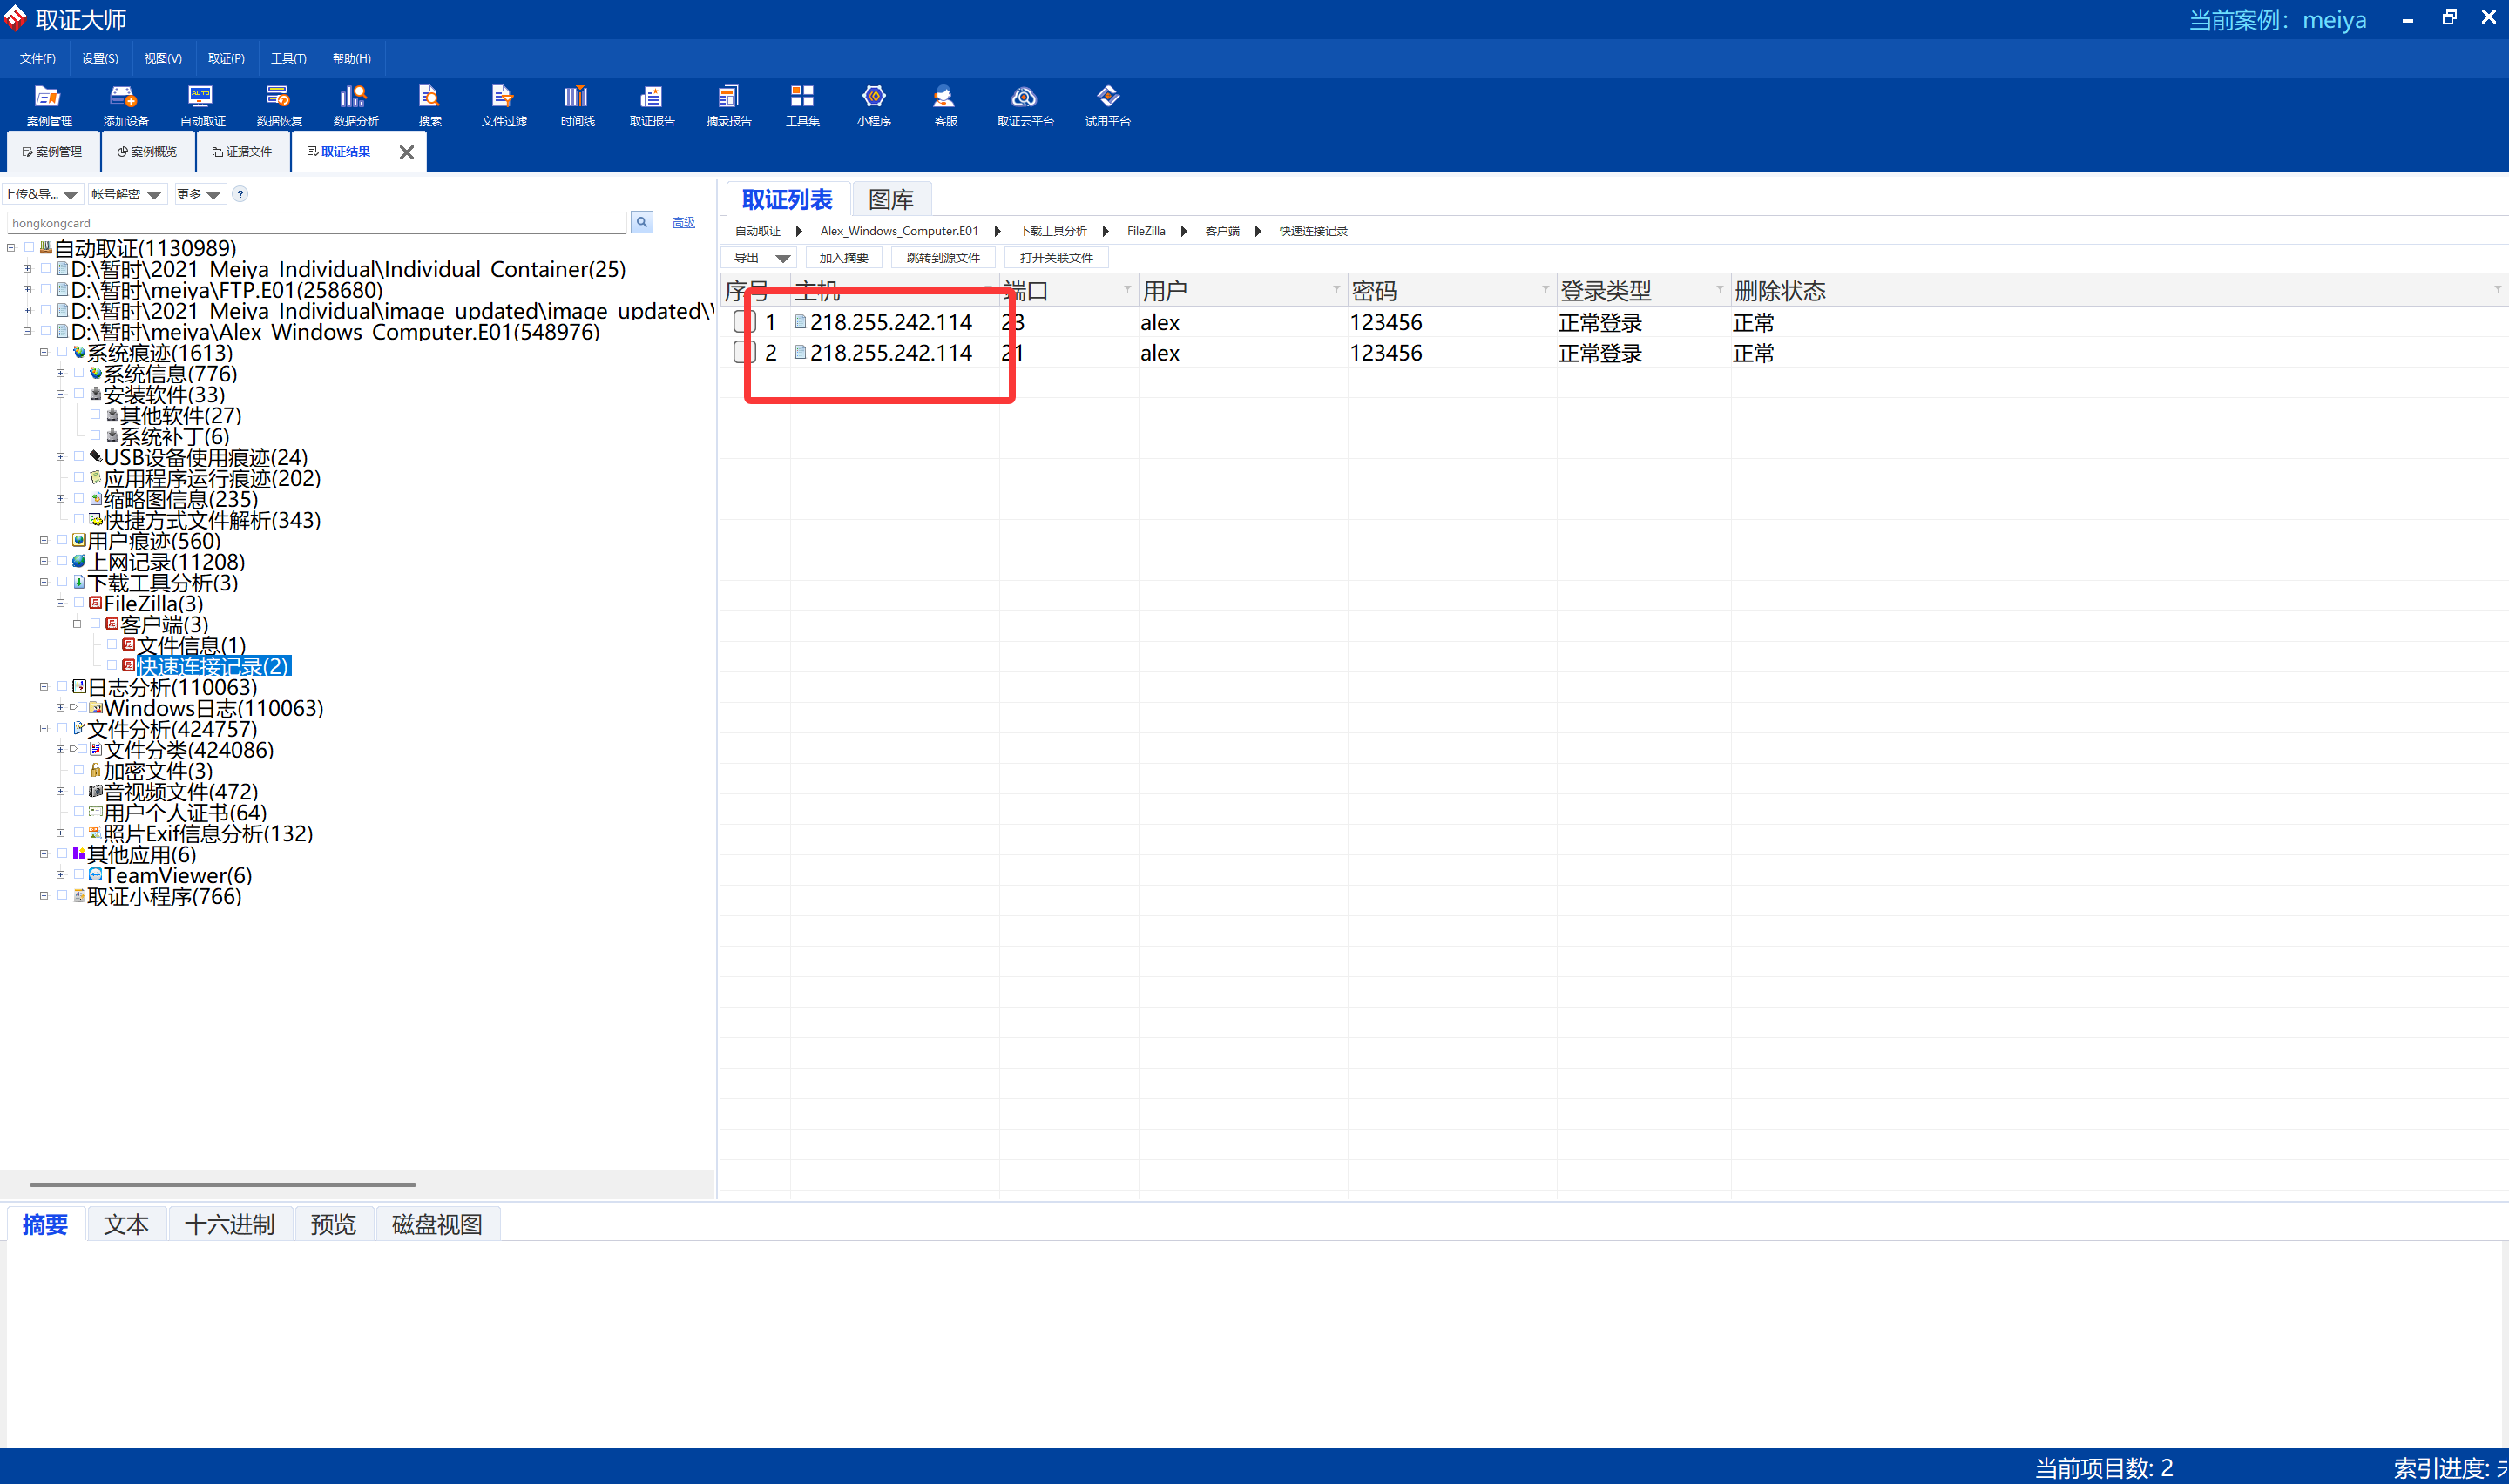 取证大师
当前案例：meiya
文件(F) 设置(S) 视图(V) 取证(P) 工具(T) 帮助(H)
案例管理 添加设备 自动取证 数据恢复 数据分析 搜索 文件过滤 时间线 取证报告 摘录报告 工具集 小程序 客服 取证云平台 试用平台
案例管理 案例概览 证据文件 取证结果
上传&导... 帐号解密 更多 ?
hongkongcard 高级
自动取证(1130989)
D:\暂时\2021_Meiya_Individual\Individual_Container(25)
D:\暂时\meiya\FTP.E01(258680)
D:\暂时\2021_Meiya_Individual\image_updated\image_updated\
D:\暂时\meiya\Alex_Windows_Computer.E01(548976)
系统痕迹(1613)
系统信息(776)
安装软件(33)
其他软件(27)
系统补丁(6)
USB设备使用痕迹(24)
应用程序运行痕迹(202)
缩略图信息(235)
快捷方式文件解析(343)
用户痕迹(560)
上网记录(11208)
下载工具分析(3)
FileZilla(3)
客户端(3)
文件信息(1)
快速连接记录(2)
日志分析(110063)
Windows日志(110063)
文件分析(424757)
文件分类(424086)
加密文件(3)
音视频文件(472)
用户个人证书(64)
照片Exif信息分析(132)
其他应用(6)
TeamViewer(6)
取证小程序(766)
取证列表 图库
自动取证 Alex_Windows_Computer.E01 下载工具分析 FileZilla 客户端 快速连接记录
导出 加入摘要 跳转到源文件 打开关联文件
序号 主机 端口 用户 密码 登录类型 删除状态
1 218.255.242.114 23 alex 123456 正常登录 正常
2 218.255.242.114 21 alex 123456 正常登录 正常
摘要 文本 十六进制 预览 磁盘视图
当前项目数: 2 索引进度: